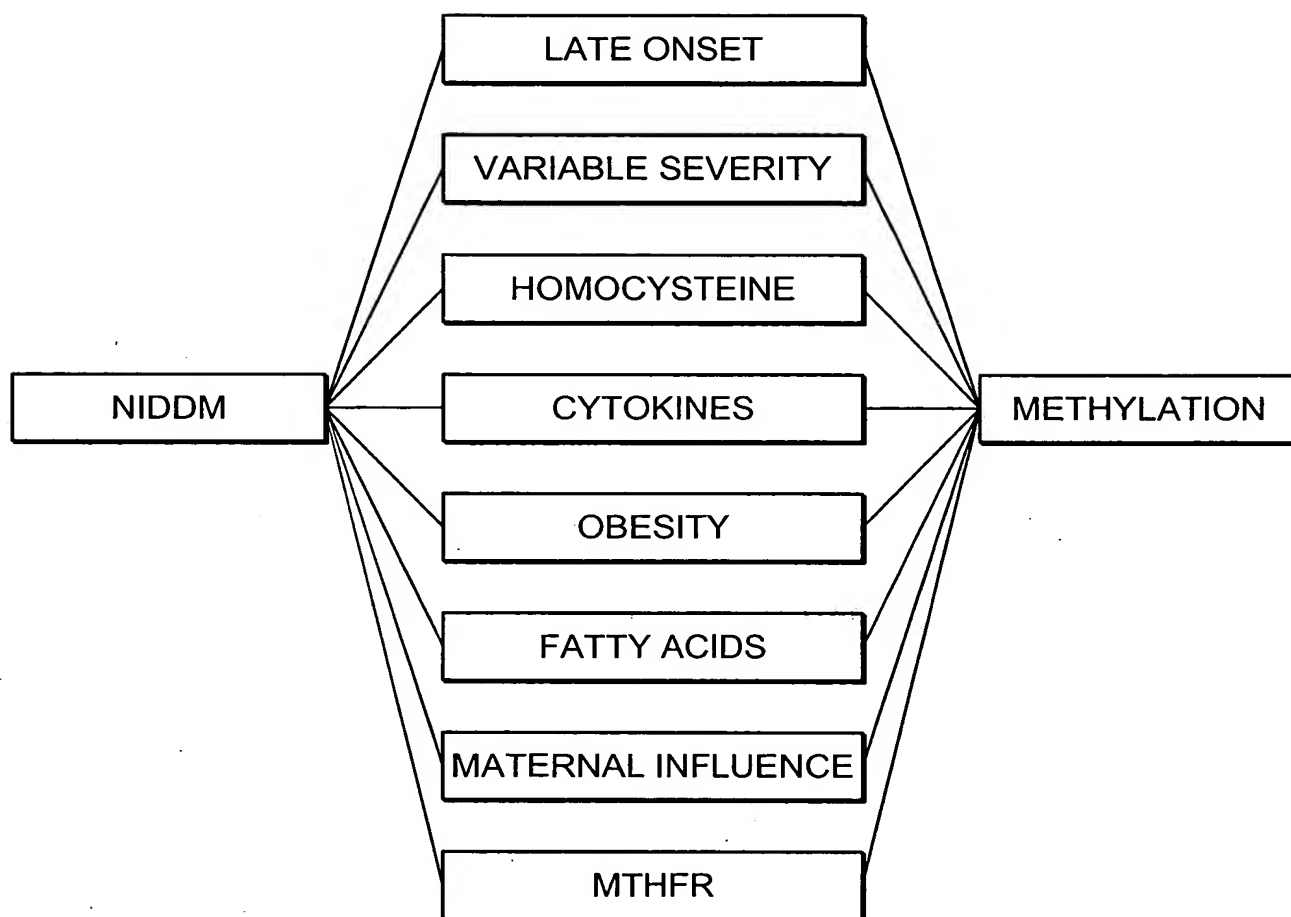 LATE ONSET
VARIABLE SEVERITY
HOMOCYSTEINE
NIDDM
CYTOKINES
METHYLATION
OBESITY
FATTY ACIDS
MATERNAL INFLUENCE
MTHFR